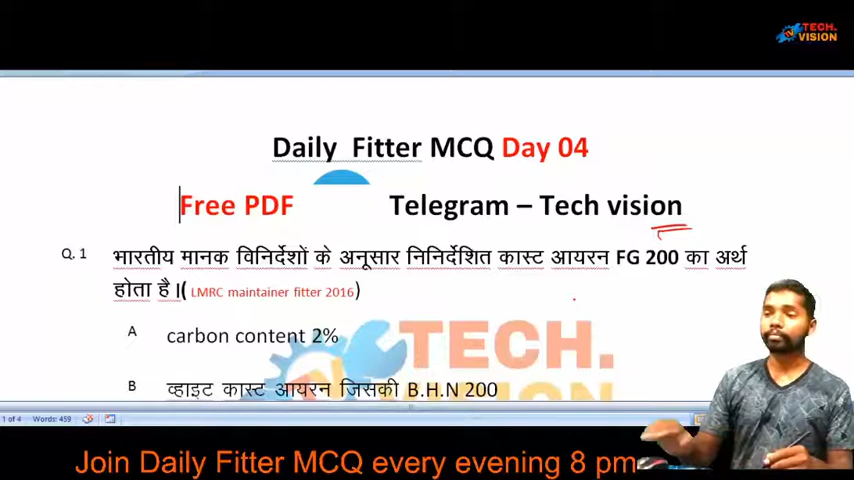 TECH.
VISION
Daily Fitter MCQ Day 04
Free PDF Telegram – Tech vision
Q. 1 भारतीय मानक विनिर्देशों के अनूसार निनिर्देशित कास्ट आयरन FG 200 का अर्थ
होता है।( LMRC maintainer fitter 2016)
A carbon content 2%
TECH.
VISION
B व्हाइट कास्ट आयरन जिसकी B.H.N 200
1 of 4 Words: 459
Join Daily Fitter MCQ every evening 8 pm